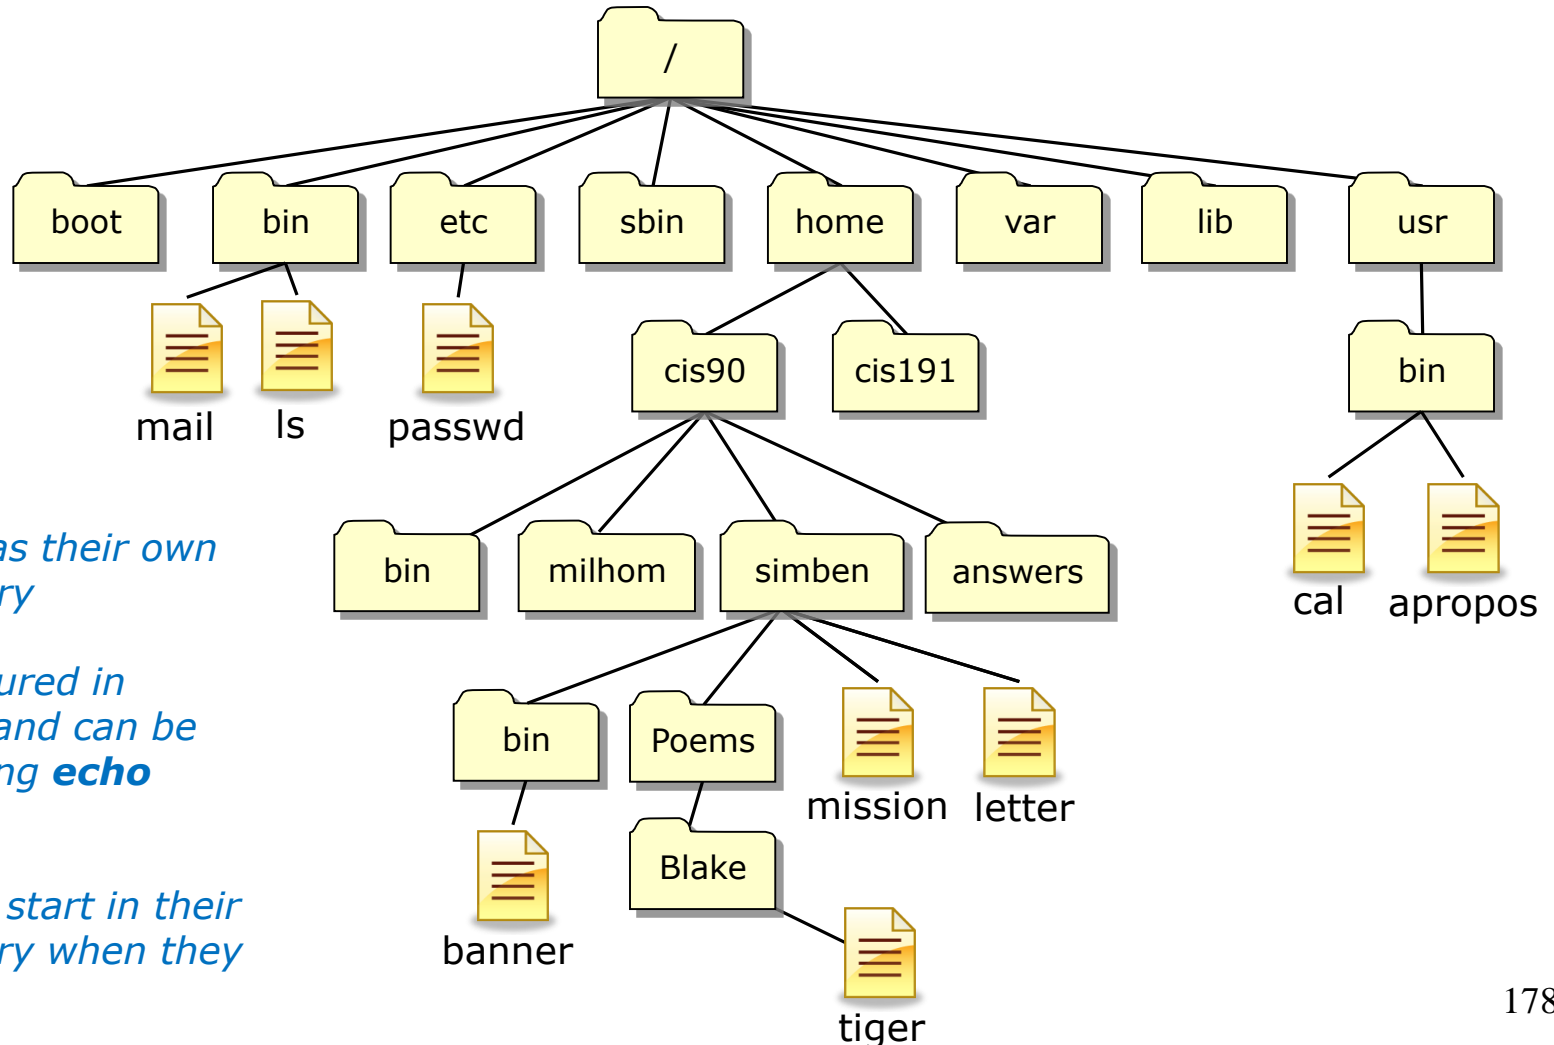 /
boot bin etc sbin home var lib usr
mail ls passwd
cis90 cis191 bin
cal apropos
bin milhom simben answers
as their own
ry
ured in
and can be
ng echo
start in their
ry when they
bin Poems
mission letter
Blake
banner
tiger
178